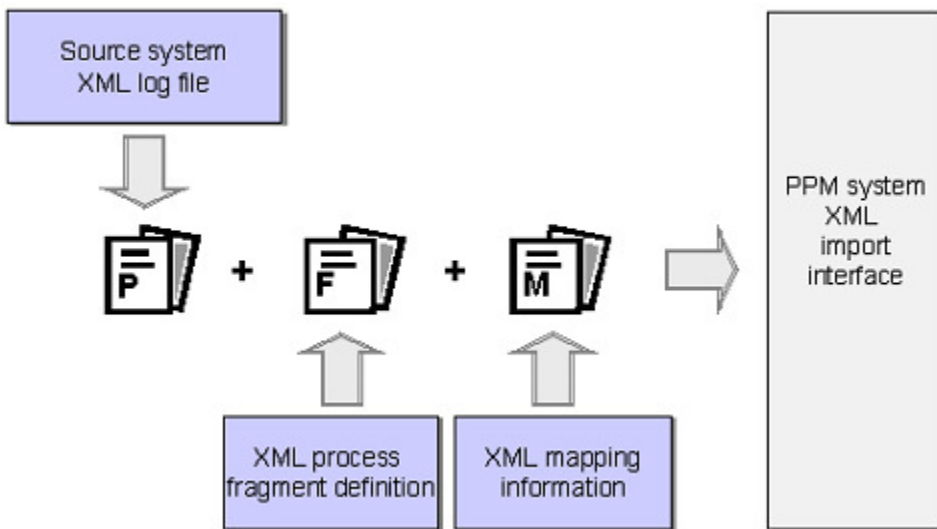 Source system
XML log file
PPM system
XML
import
interface
P + F + M
XML process
fragment definition
XML mapping
information